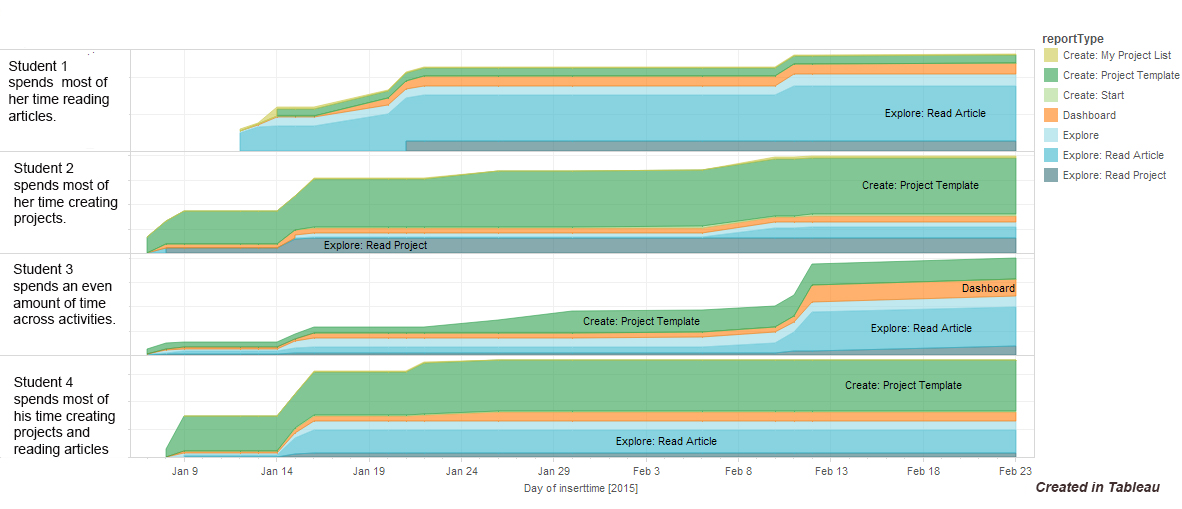 Student 1
spends most of
her time reading
articles.
Explore: Read Article
Student 2
spends most of
her time creating
projects.
Create: Project Template
Explore: Read Project
Student 3
spends an even
amount of time
across activities.
Create: Project Template
Dashboard
Explore: Read Article
Student 4
spends most of
his time creating
projects and
reading articles
Create: Project Template
Explore: Read Article
Jan 9 Jan 14 Jan 19 Jan 24 Jan 29 Feb 3 Feb 8 Feb 13 Feb 18 Feb 23
Day of inserttime [2015]
reportType
Create: My Project List
Create: Project Template
Create: Start
Dashboard
Explore
Explore: Read Article
Explore: Read Project
Created in Tableau